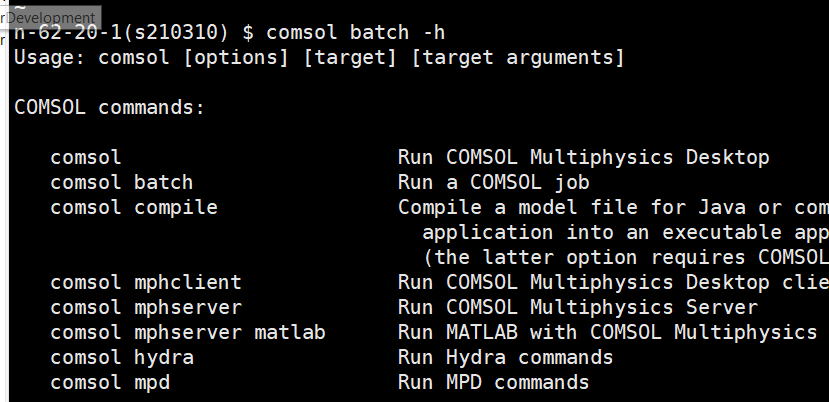 rDevelopment
r
n-62-20-1(s210310) $ comsol batch -h
Usage: comsol [options] [target] [target arguments]
COMSOL commands:
comsol Run COMSOL Multiphysics Desktop
comsol batch Run a COMSOL job
comsol compile Compile a model file for Java or com
application into an executable app
(the latter option requires COMSOL
comsol mphclient Run COMSOL Multiphysics Desktop clie
comsol mphserver Run COMSOL Multiphysics Server
comsol mphserver matlab Run MATLAB with COMSOL Multiphysics
comsol hydra Run Hydra commands
comsol mpd Run MPD commands